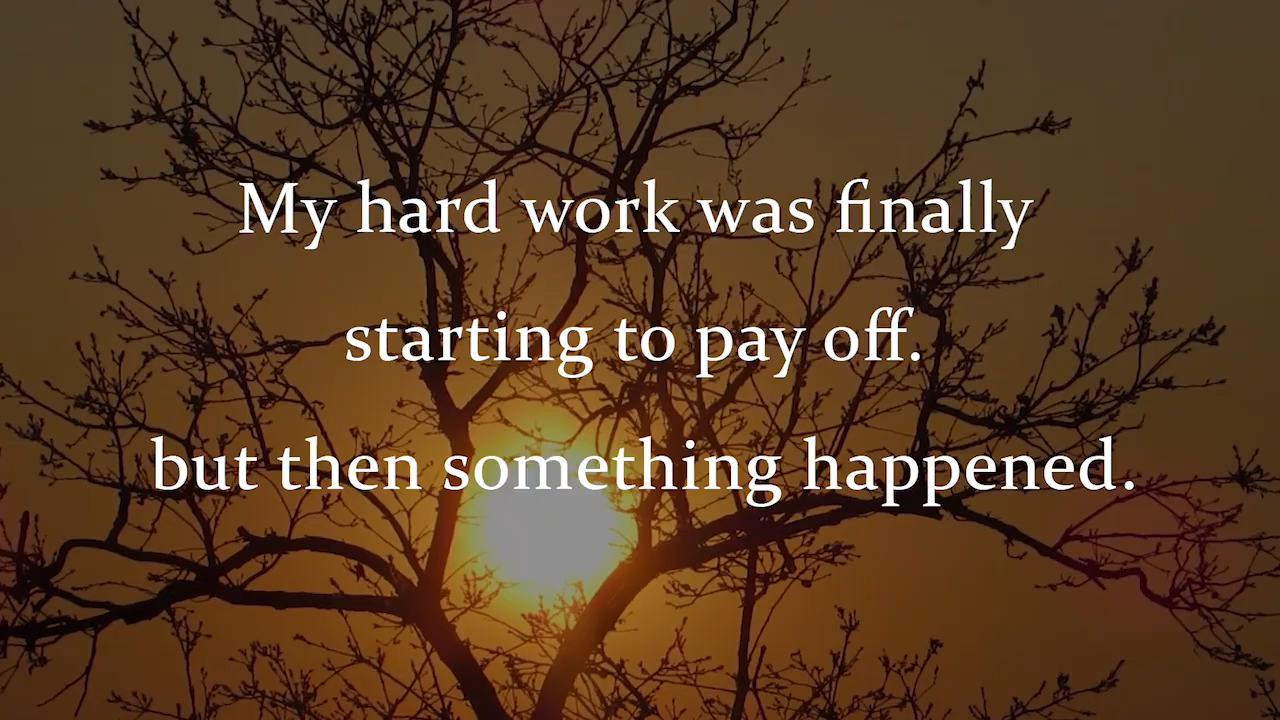 My hard work was finally
starting to pay off.
but then something happened.